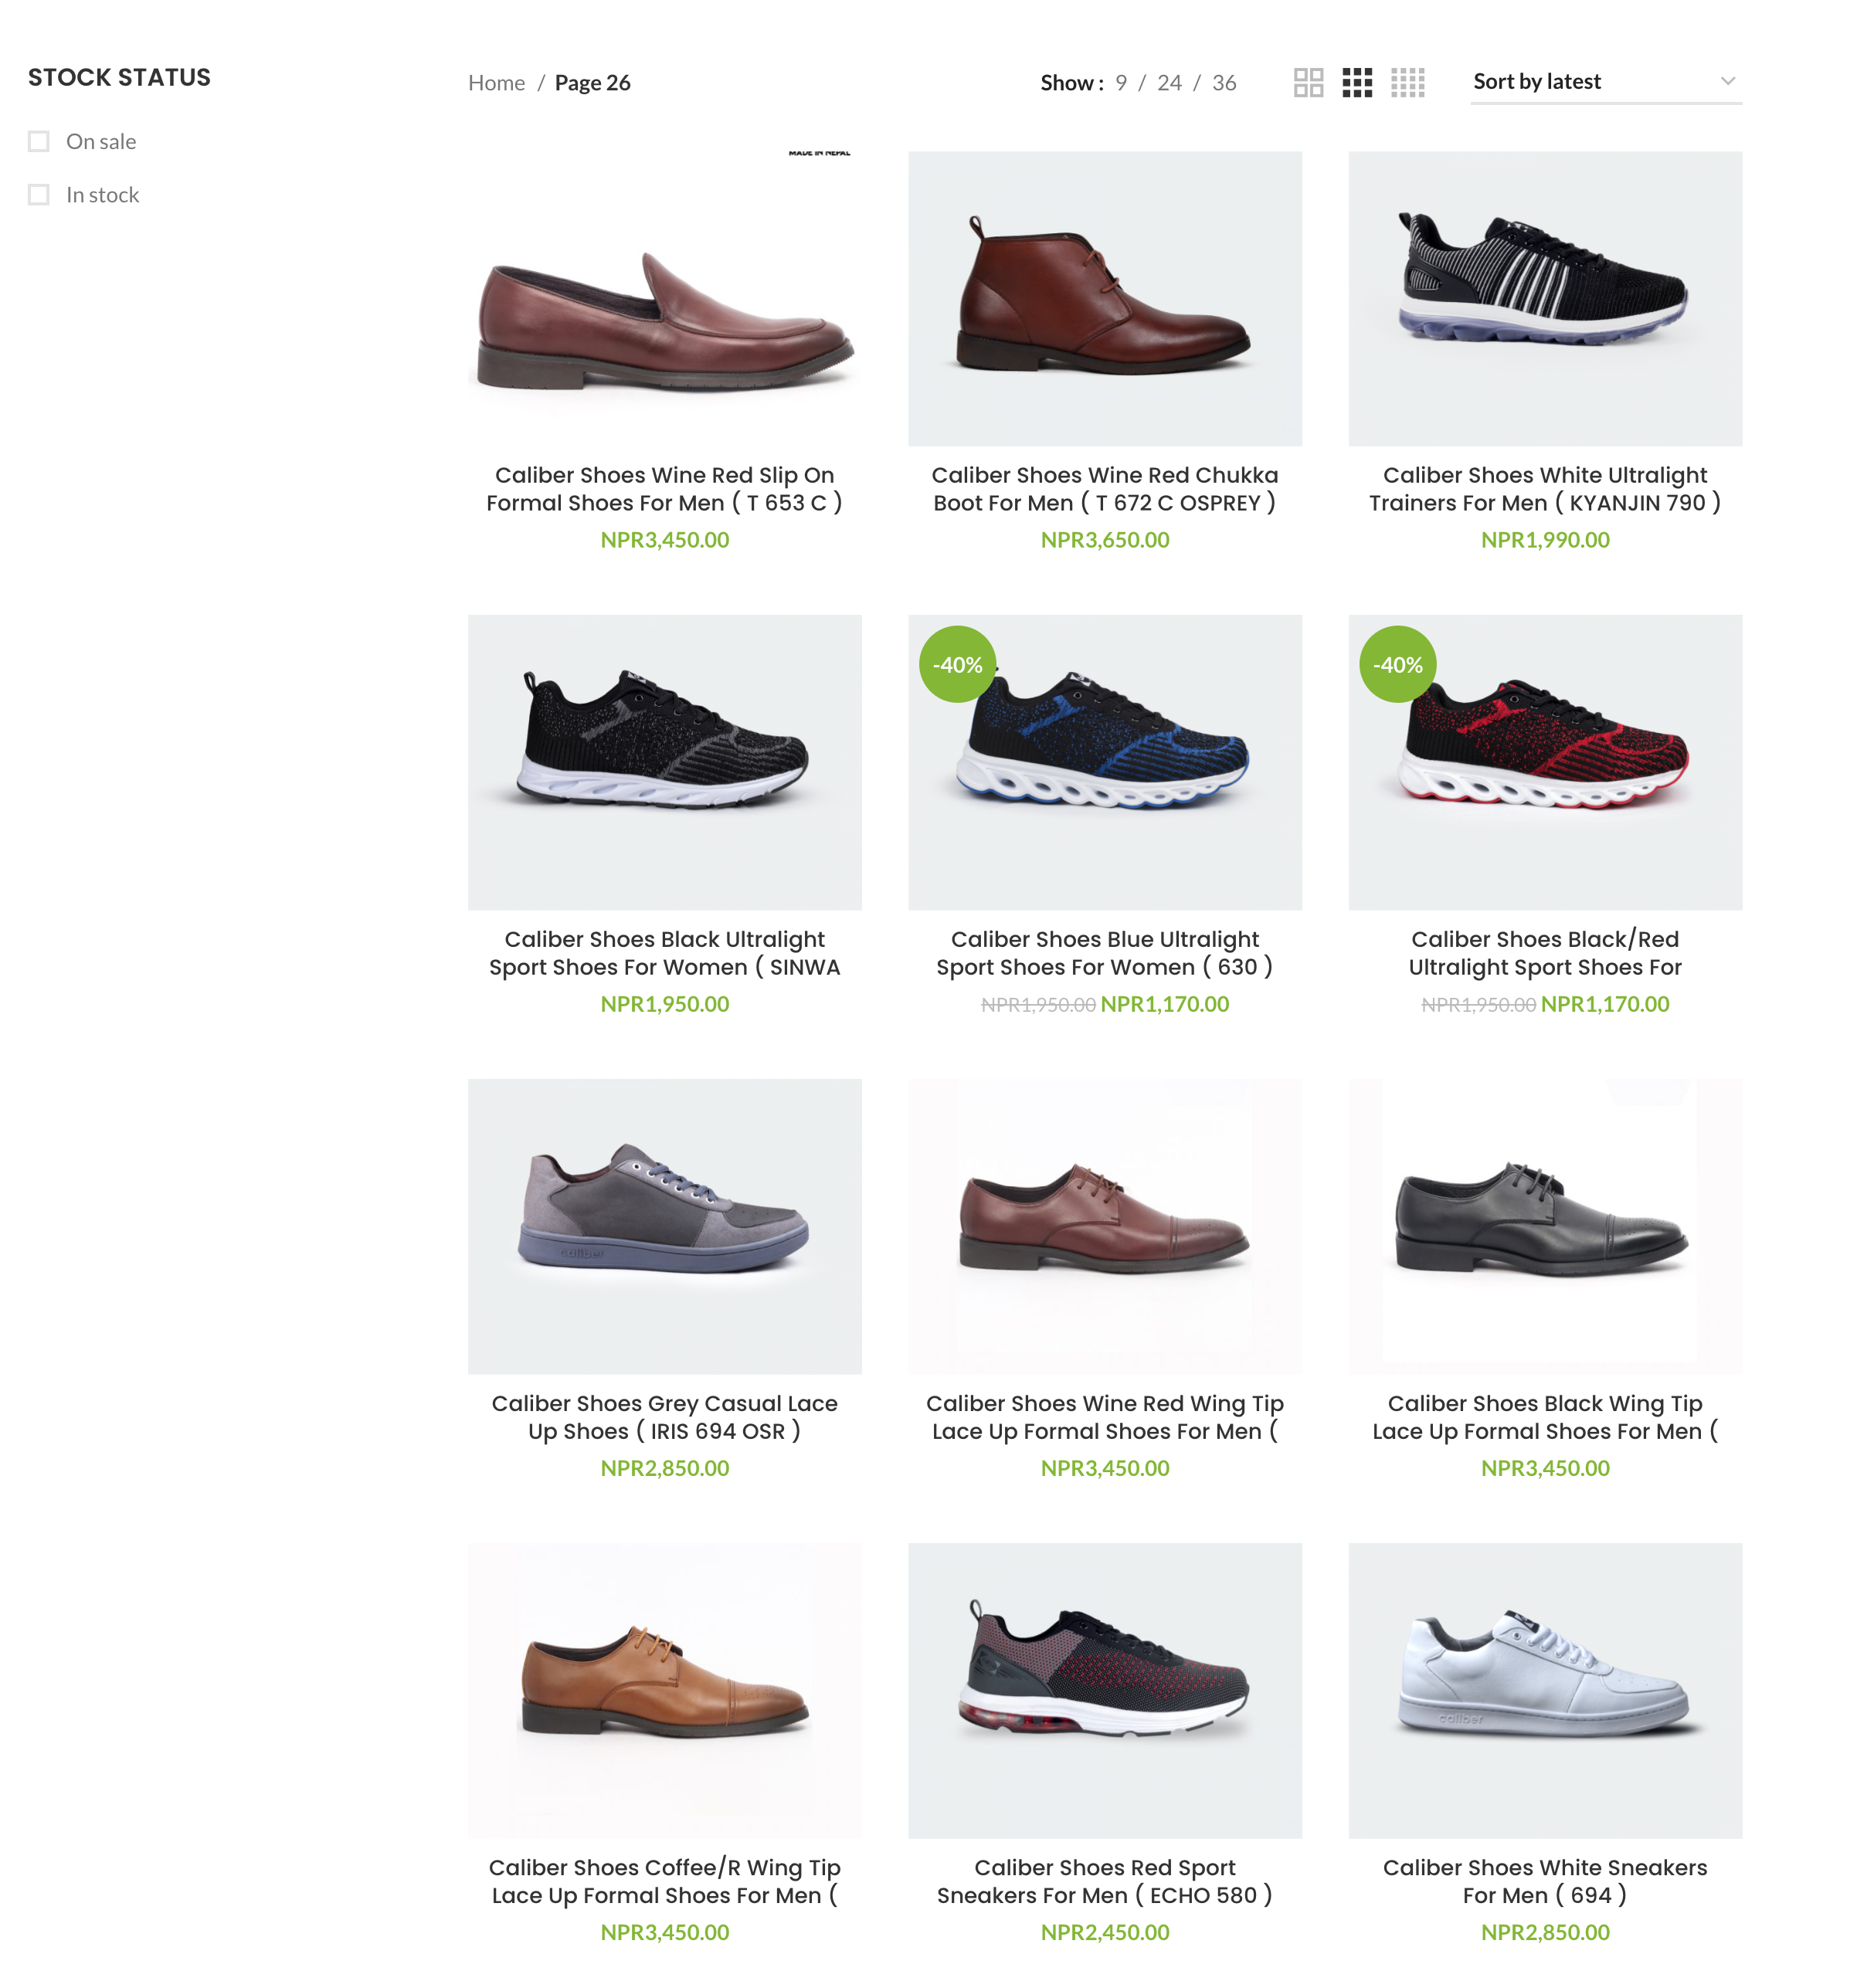 STOCK STATUS
On sale
In stock
Home / Page 26
Show : 9 / 24 / 36
Sort by latest
MADE IN NEPAL
Caliber Shoes Wine Red Slip On
Formal Shoes For Men ( T 653 C )
NPR3,450.00
Caliber Shoes Wine Red Chukka
Boot For Men ( T 672 C OSPREY )
NPR3,650.00
Caliber Shoes White Ultralight
Trainers For Men ( KYANJIN 790 )
NPR1,990.00
Caliber Shoes Black Ultralight
Sport Shoes For Women ( SINWA
NPR1,950.00
-40%
Caliber Shoes Blue Ultralight
Sport Shoes For Women ( 630 )
NPR1,950.00 NPR1,170.00
-40%
Caliber Shoes Black/Red
Ultralight Sport Shoes For
NPR1,950.00 NPR1,170.00
caliber
Caliber Shoes Grey Casual Lace
Up Shoes ( IRIS 694 OSR )
NPR2,850.00
Caliber Shoes Wine Red Wing Tip
Lace Up Formal Shoes For Men (
NPR3,450.00
Caliber Shoes Black Wing Tip
Lace Up Formal Shoes For Men (
NPR3,450.00
Caliber Shoes Coffee/R Wing Tip
Lace Up Formal Shoes For Men (
NPR3,450.00
Caliber Shoes Red Sport
Sneakers For Men ( ECHO 580 )
NPR2,450.00
caliber
Caliber Shoes White Sneakers
For Men ( 694 )
NPR2,850.00